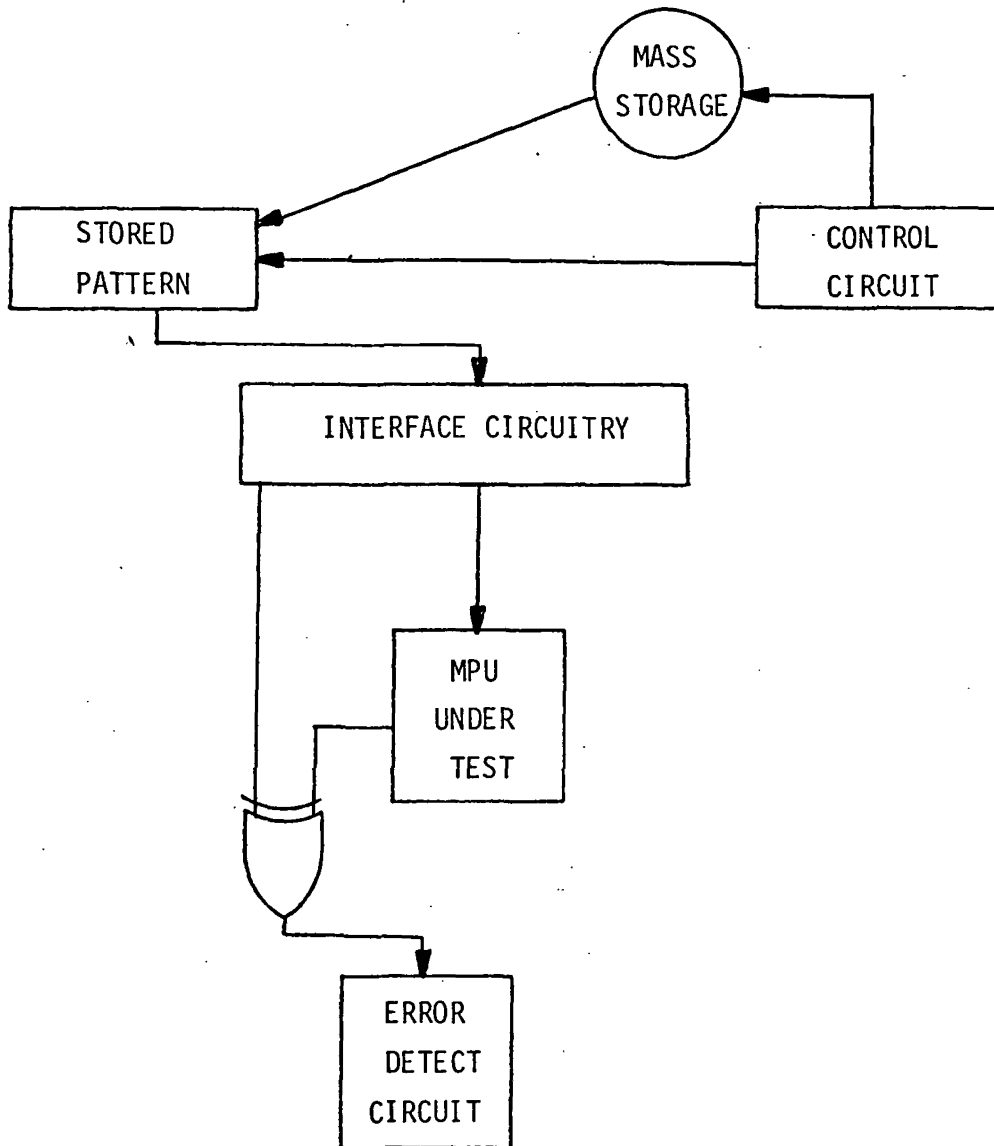 MASS
STORAGE
STORED
PATTERN
CONTROL
CIRCUIT
INTERFACE CIRCUITRY
MPU
UNDER
TEST
ERROR
DETECT
CIRCUIT